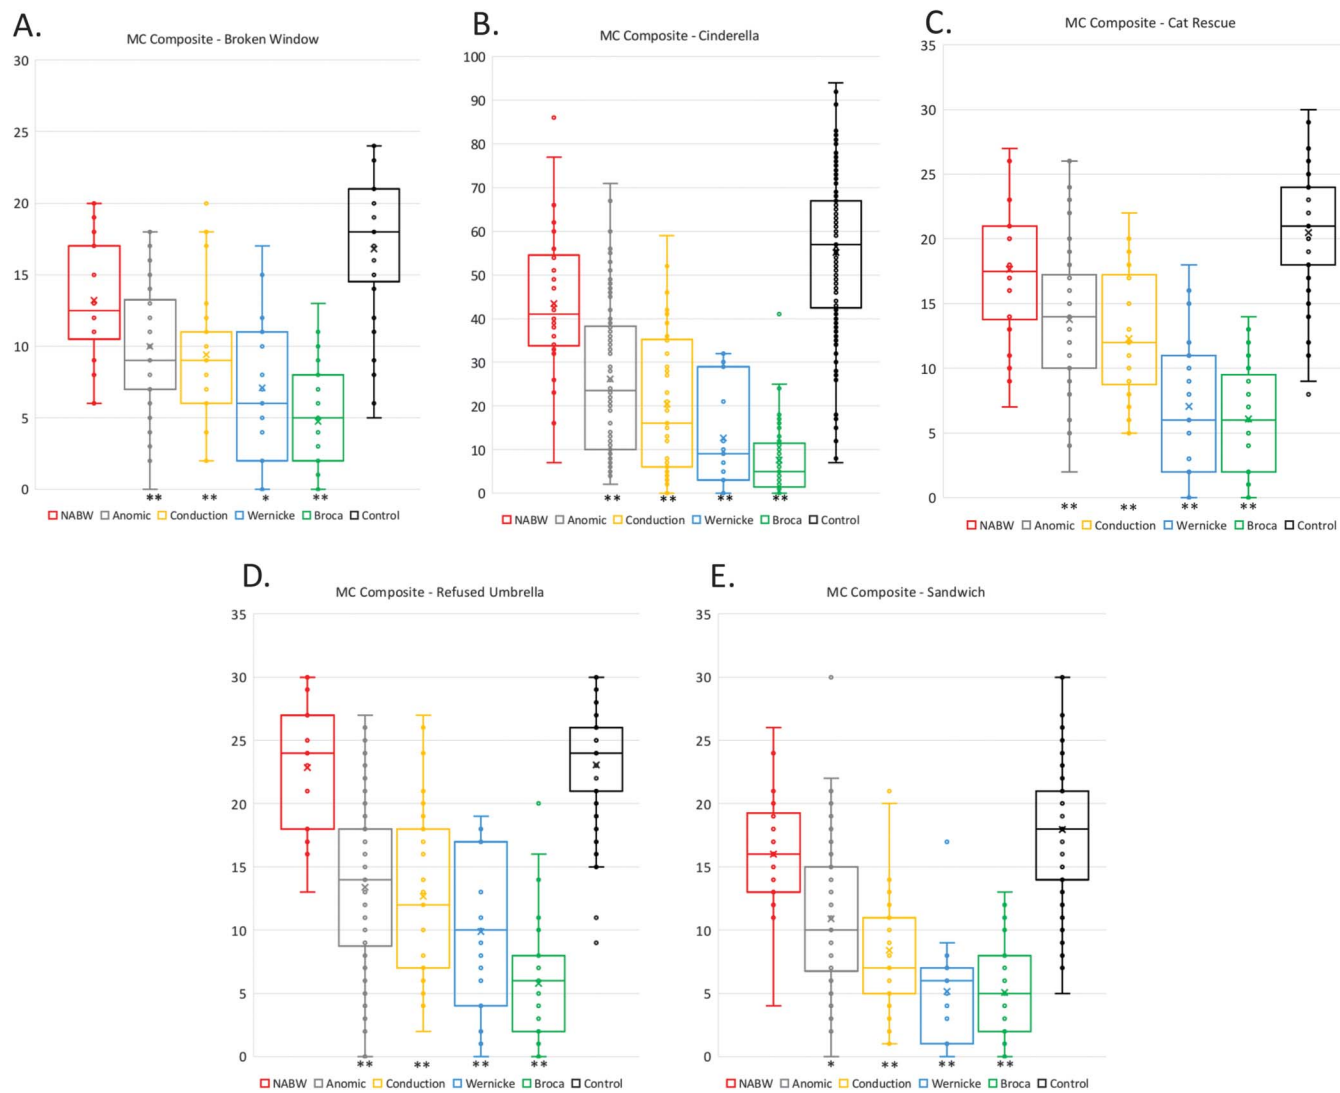 A.
MC Composite - Broken Window
30
25
20
15
10
5
0
** ** * **
NABW Anomic Conduction Wernicke Broca Control
B.
MC Composite - Cinderella
100
90
80
70
60
50
40
30
20
10
0
** ** ** **
NABW Anomic Conduction Wernicke Broca Control
C.
MC Composite - Cat Rescue
35
30
25
20
15
10
5
0
** ** ** **
NABW Anomic Conduction Wernicke Broca Control
D.
MC Composite - Refused Umbrella
35
30
25
20
15
10
5
0
** ** ** **
NABW Anomic Conduction Wernicke Broca Control
E.
MC Composite - Sandwich
35
30
25
20
15
10
5
0
* ** ** **
NABW Anomic Conduction Wernicke Broca Control